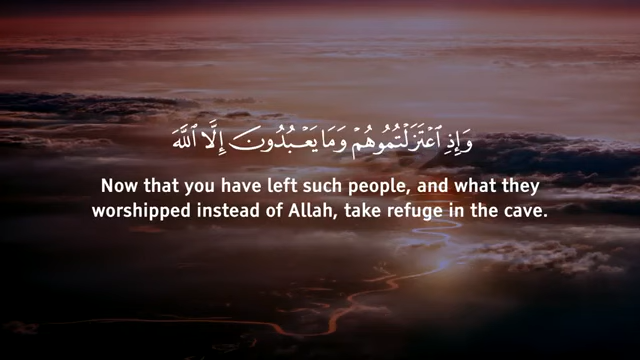 وَإِذِ ٱعْتَزَلْتُمُوهُمْ وَمَا يَعْبُدُونَ إِلَّا ٱللَّهَ
Now that you have left such people, and what they
worshipped instead of Allah, take refuge in the cave.